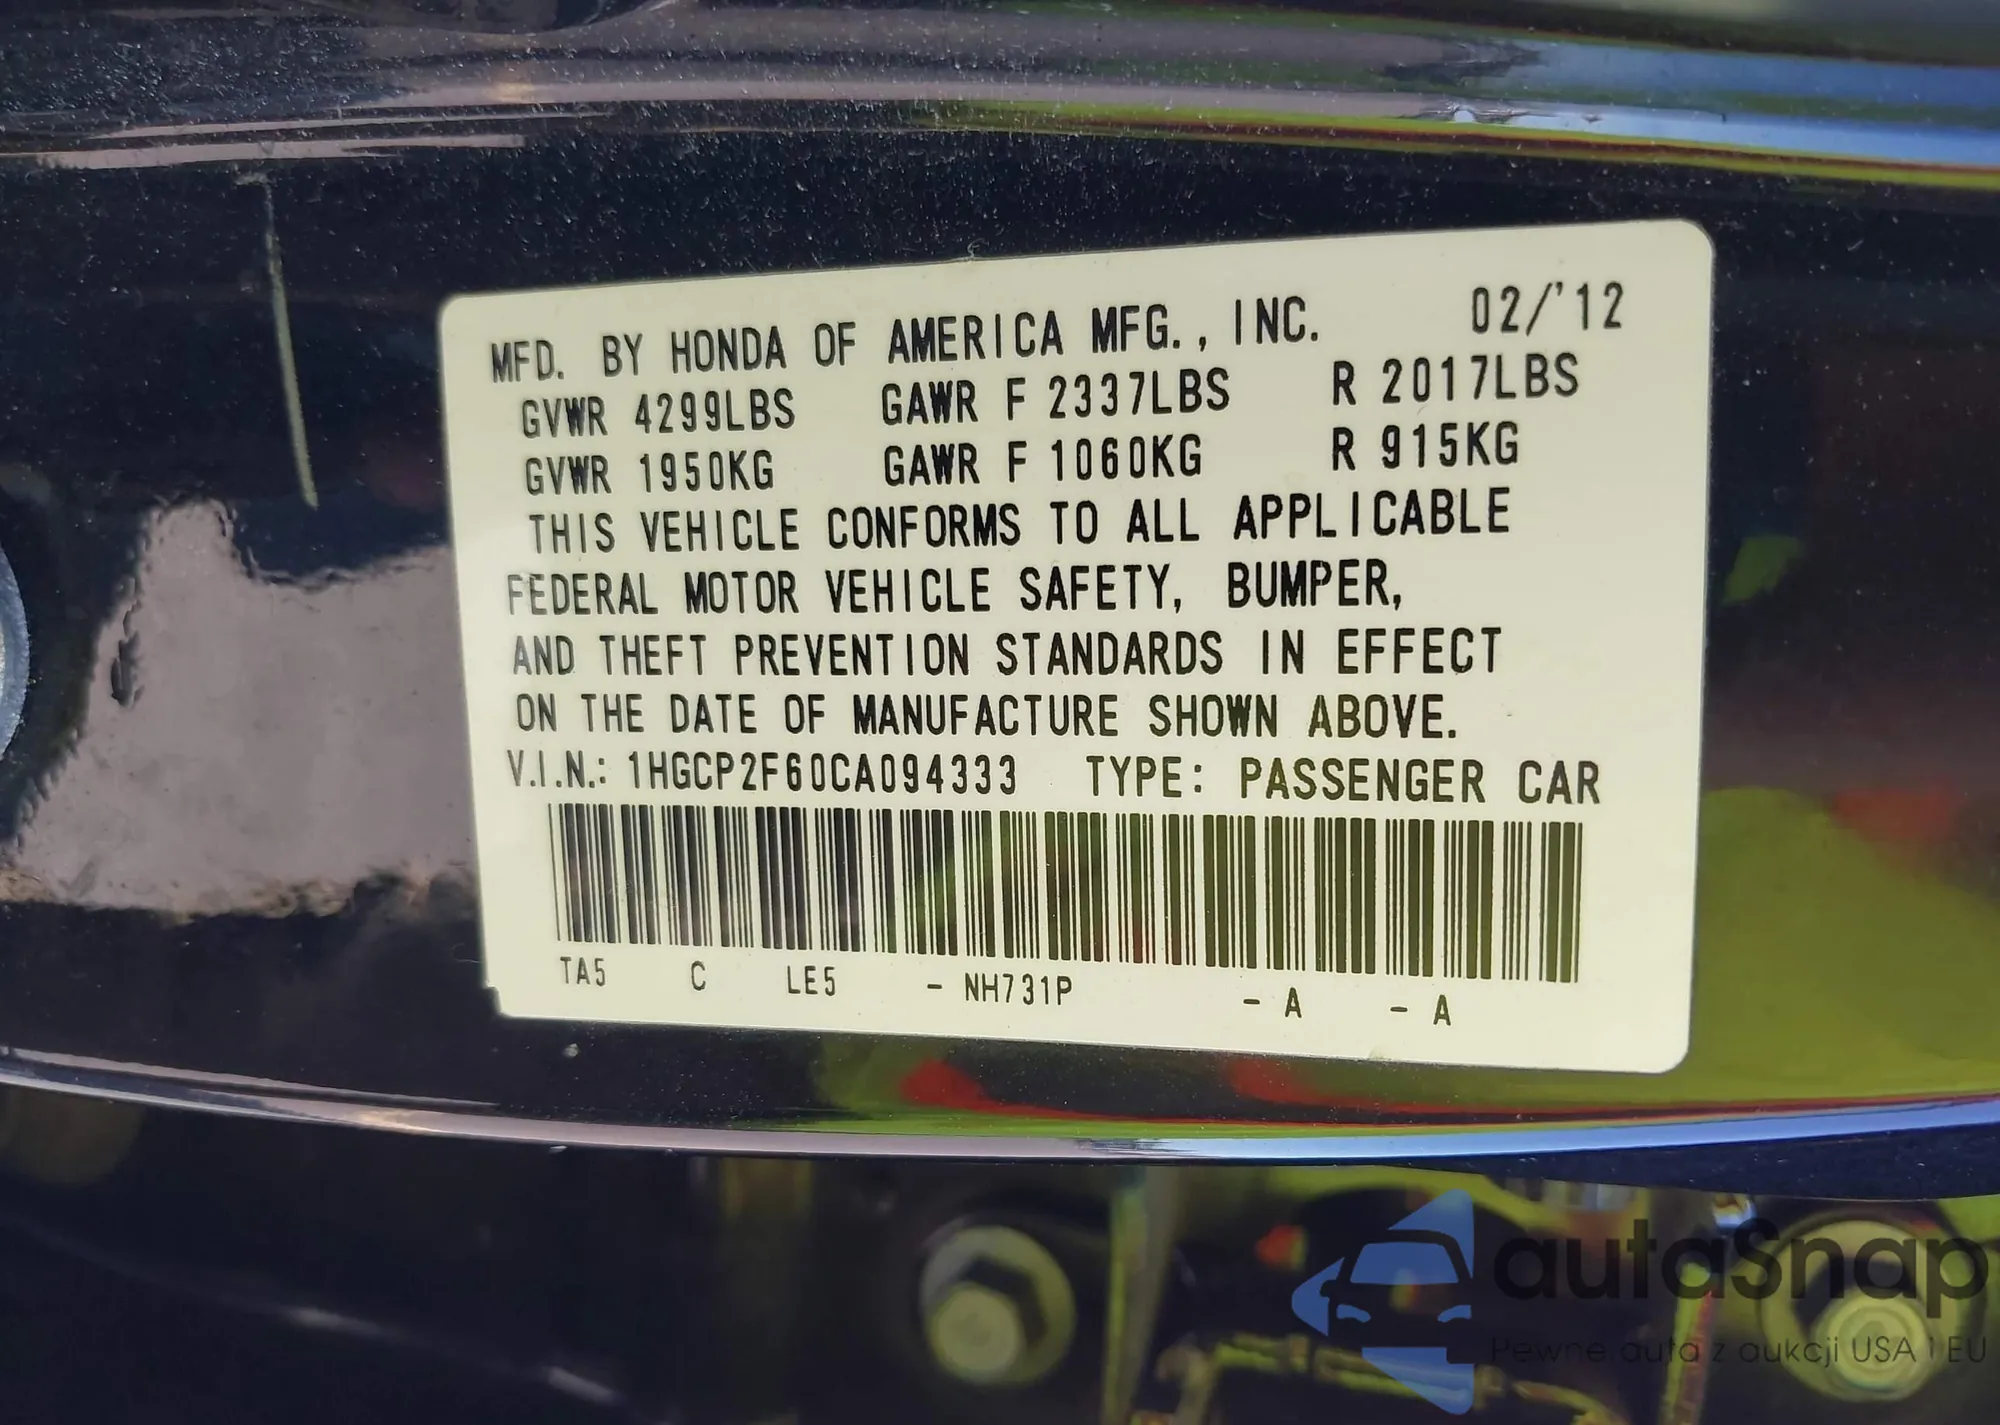 MFD. BY HONDA OF AMERICA MFG., INC. 02/'12
GVWR 4299LBS GAWR F 2337LBS R 2017LBS
GVWR 1950KG GAWR F 1060KG R 915KG
THIS VEHICLE CONFORMS TO ALL APPLICABLE
FEDERAL MOTOR VEHICLE SAFETY, BUMPER,
AND THEFT PREVENTION STANDARDS IN EFFECT
ON THE DATE OF MANUFACTURE SHOWN ABOVE.
V.I.N.: 1HGCP2F60CA094333 TYPE: PASSENGER CAR
TA5 C LE5 - NH731P - A - A
autaSnap
Pewne auta z aukcji USA i EU